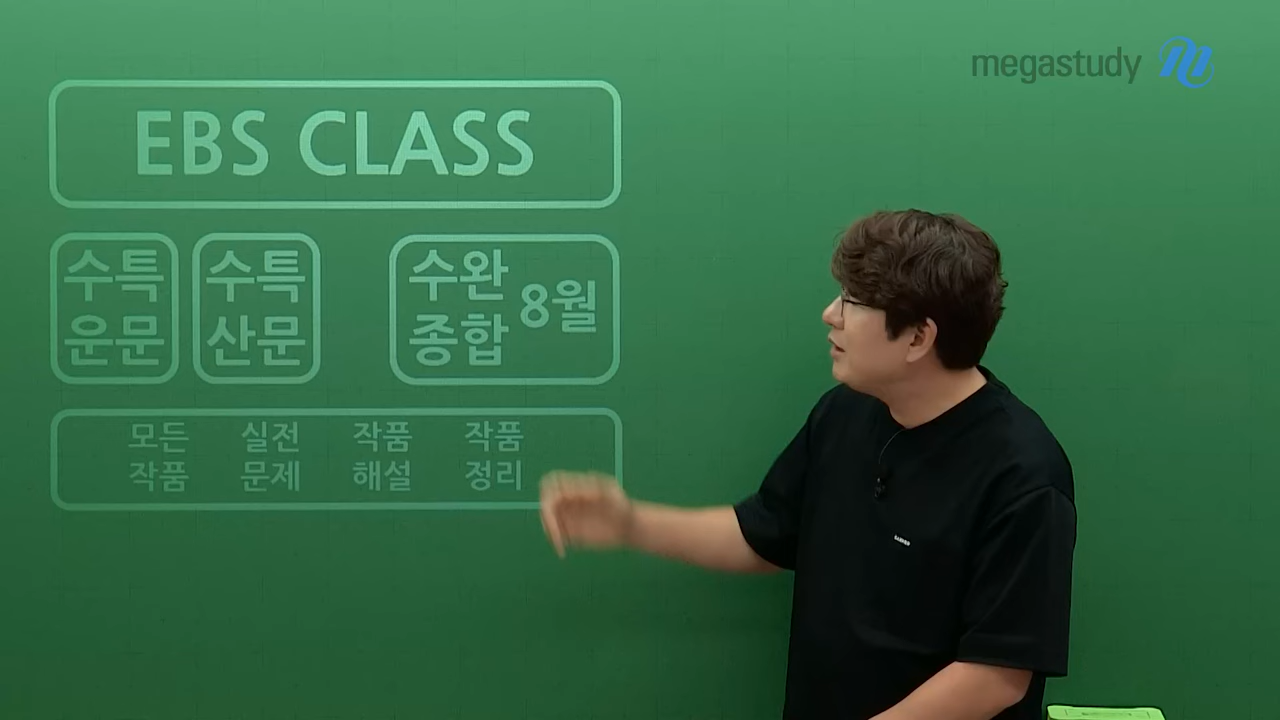 megastudy
EBS CLASS
수특
운문
수특
산문
수완
종합
8월
모든
작품
실전
문제
작품
해설
작품
정리